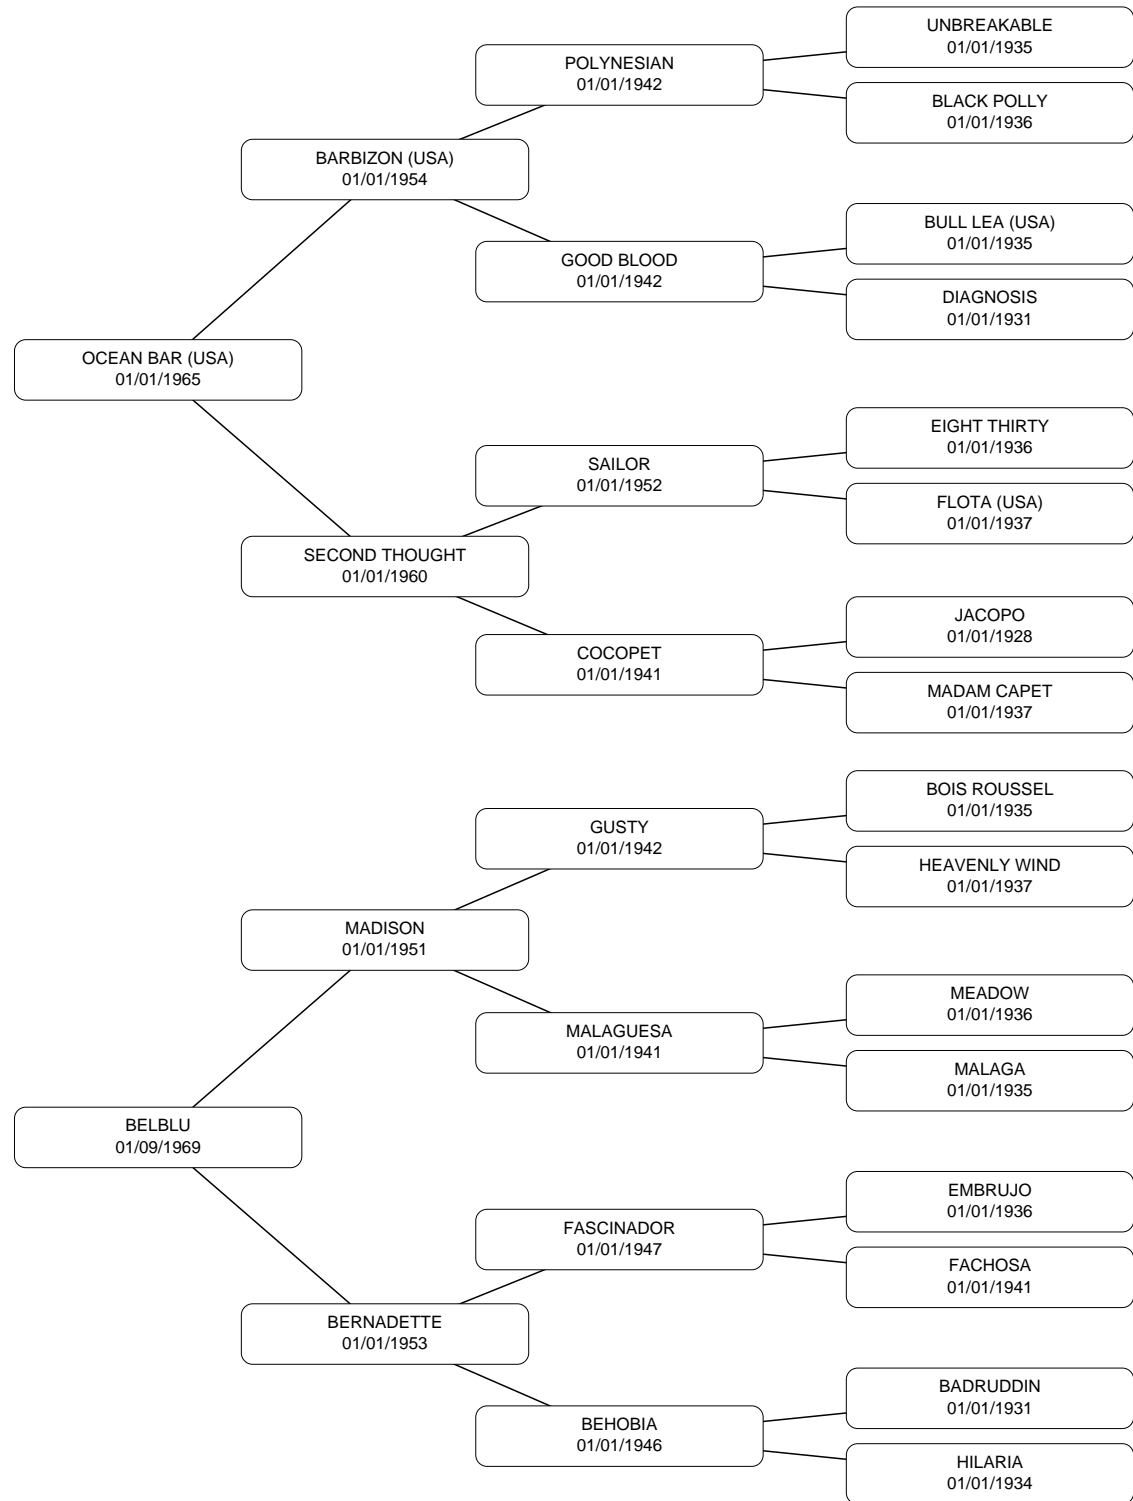 UNBREAKABLE
01/01/1935
POLYNESIAN
01/01/1942
BLACK POLLY
01/01/1936
BARBIZON (USA)
01/01/1954
BULL LEA (USA)
01/01/1935
GOOD BLOOD
01/01/1942
DIAGNOSIS
01/01/1931
OCEAN BAR (USA)
01/01/1965
EIGHT THIRTY
01/01/1936
SAILOR
01/01/1952
FLOTA (USA)
01/01/1937
SECOND THOUGHT
01/01/1960
JACOPO
01/01/1928
COCOPET
01/01/1941
MADAM CAPET
01/01/1937
BOIS ROUSSEL
01/01/1935
GUSTY
01/01/1942
HEAVENLY WIND
01/01/1937
MADISON
01/01/1951
MEADOW
01/01/1936
MALAGUESA
01/01/1941
MALAGA
01/01/1935
BELBLU
01/09/1969
EMBRUJO
01/01/1936
FASCINADOR
01/01/1947
FACHOSA
01/01/1941
BERNADETTE
01/01/1953
BADRUDDIN
01/01/1931
BEHOBIA
01/01/1946
HILARIA
01/01/1934